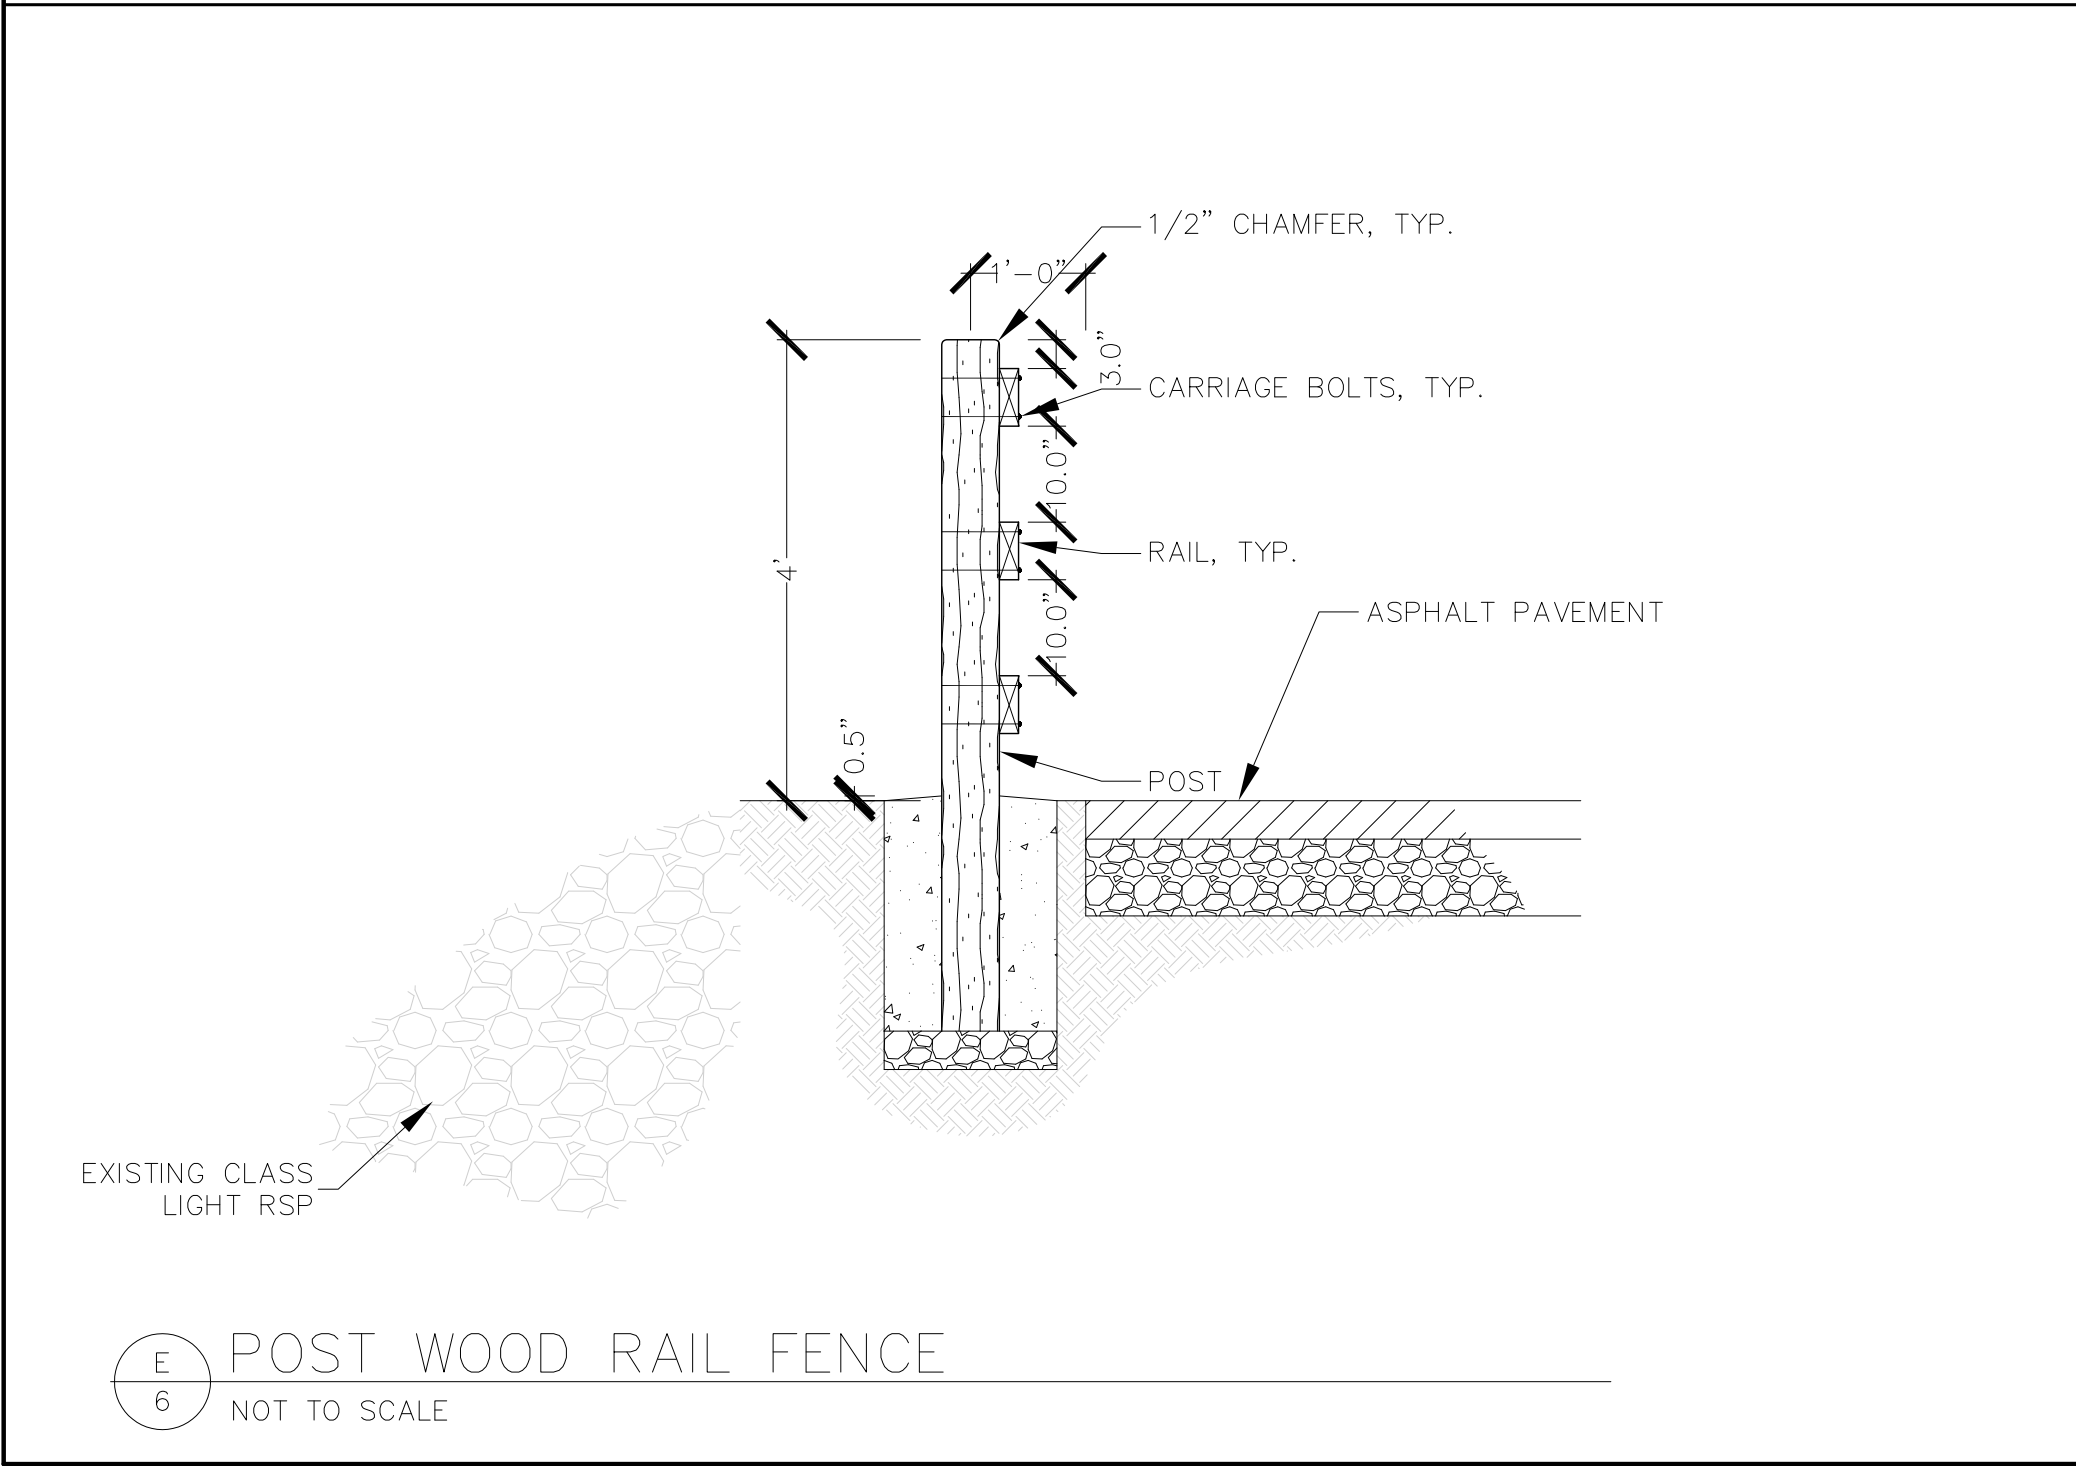 1/2” CHAMFER, TYP.
1'-0”
3.0”
CARRIAGE BOLTS, TYP.
10.0”
RAIL, TYP.
4'
10.0”
ASPHALT PAVEMENT
0.5”
POST
EXISTING CLASS
LIGHT RSP
E
6
POST WOOD RAIL FENCE
NOT TO SCALE